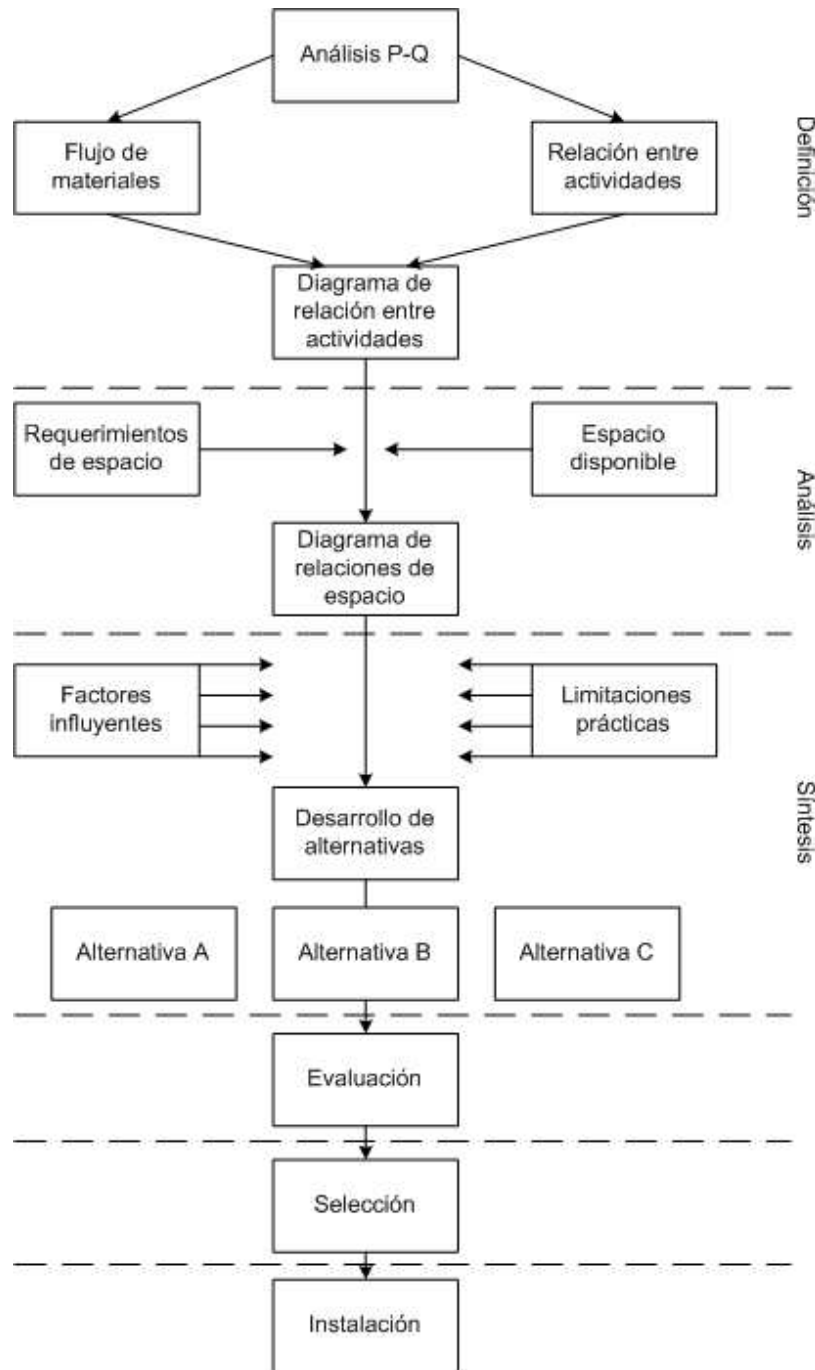 Análisis P-Q
Flujo de
materiales
Relación entre
actividades
Definición
Diagrama de
relación entre
actividades
Requerimientos
de espacio
Espacio
disponible
Análisis
Diagrama de
relaciones de
espacio
Factores
influyentes
Limitaciones
prácticas
Síntesis
Desarrollo de
alternativas
Alternativa A
Alternativa B
Alternativa C
Evaluación
Selección
Instalación